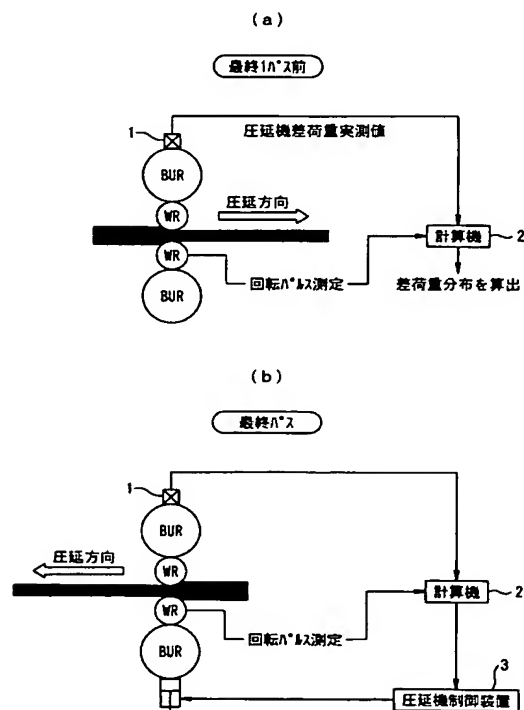 (a)
最終1ﾊﾟｽ前
1
圧延機差荷重実測値
BUR
WR
圧延方向
WR
計算機
2
BUR
回転ﾊﾟﾙｽ測定
差荷重分布を算出
(b)
最終ﾊﾟｽ
1
BUR
圧延方向
WR
WR
計算機
2
回転ﾊﾟﾙｽ測定
BUR
3
圧延機制御装置